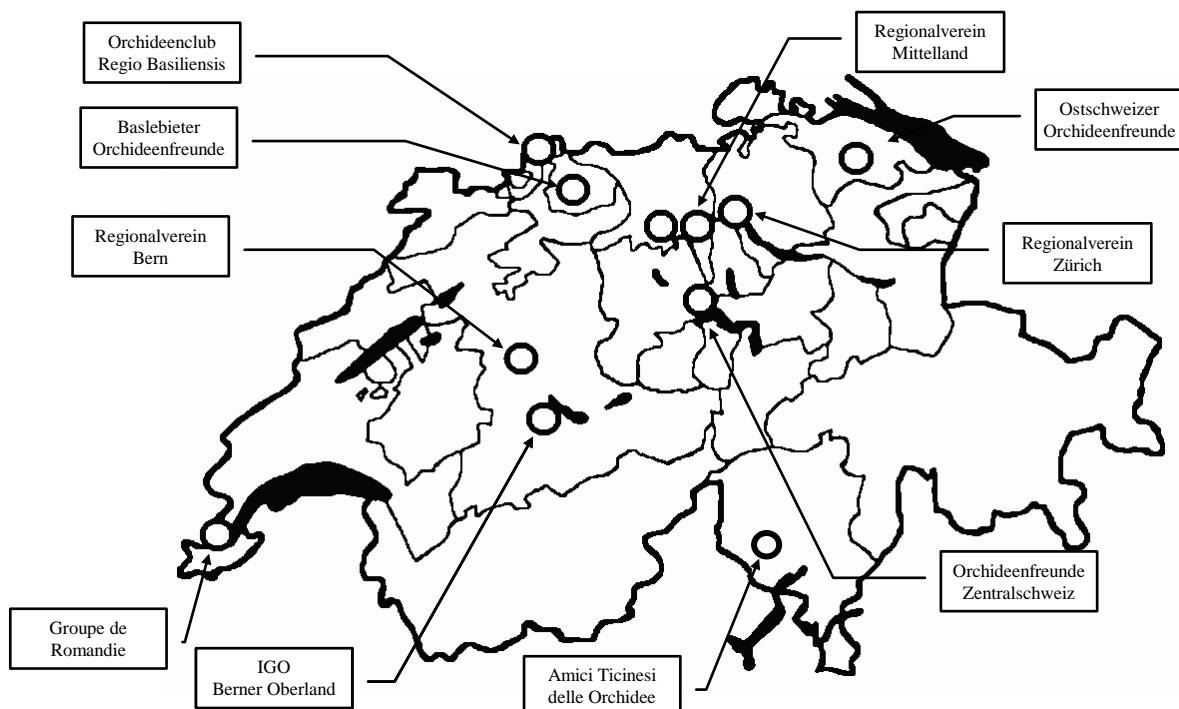 Orchideenclub
Regio Basiliensis
Regionalverein
Mittelland
Baslebieter
Orchideenfreunde
Ostschweizer
Orchideenfreunde
Regionalverein
Bern
Regionalverein
Zürich
Orchideenfreunde
Zentralschweiz
Groupe de
Romandie
IGO
Berner Oberland
Amici Ticinesi
delle Orchidee